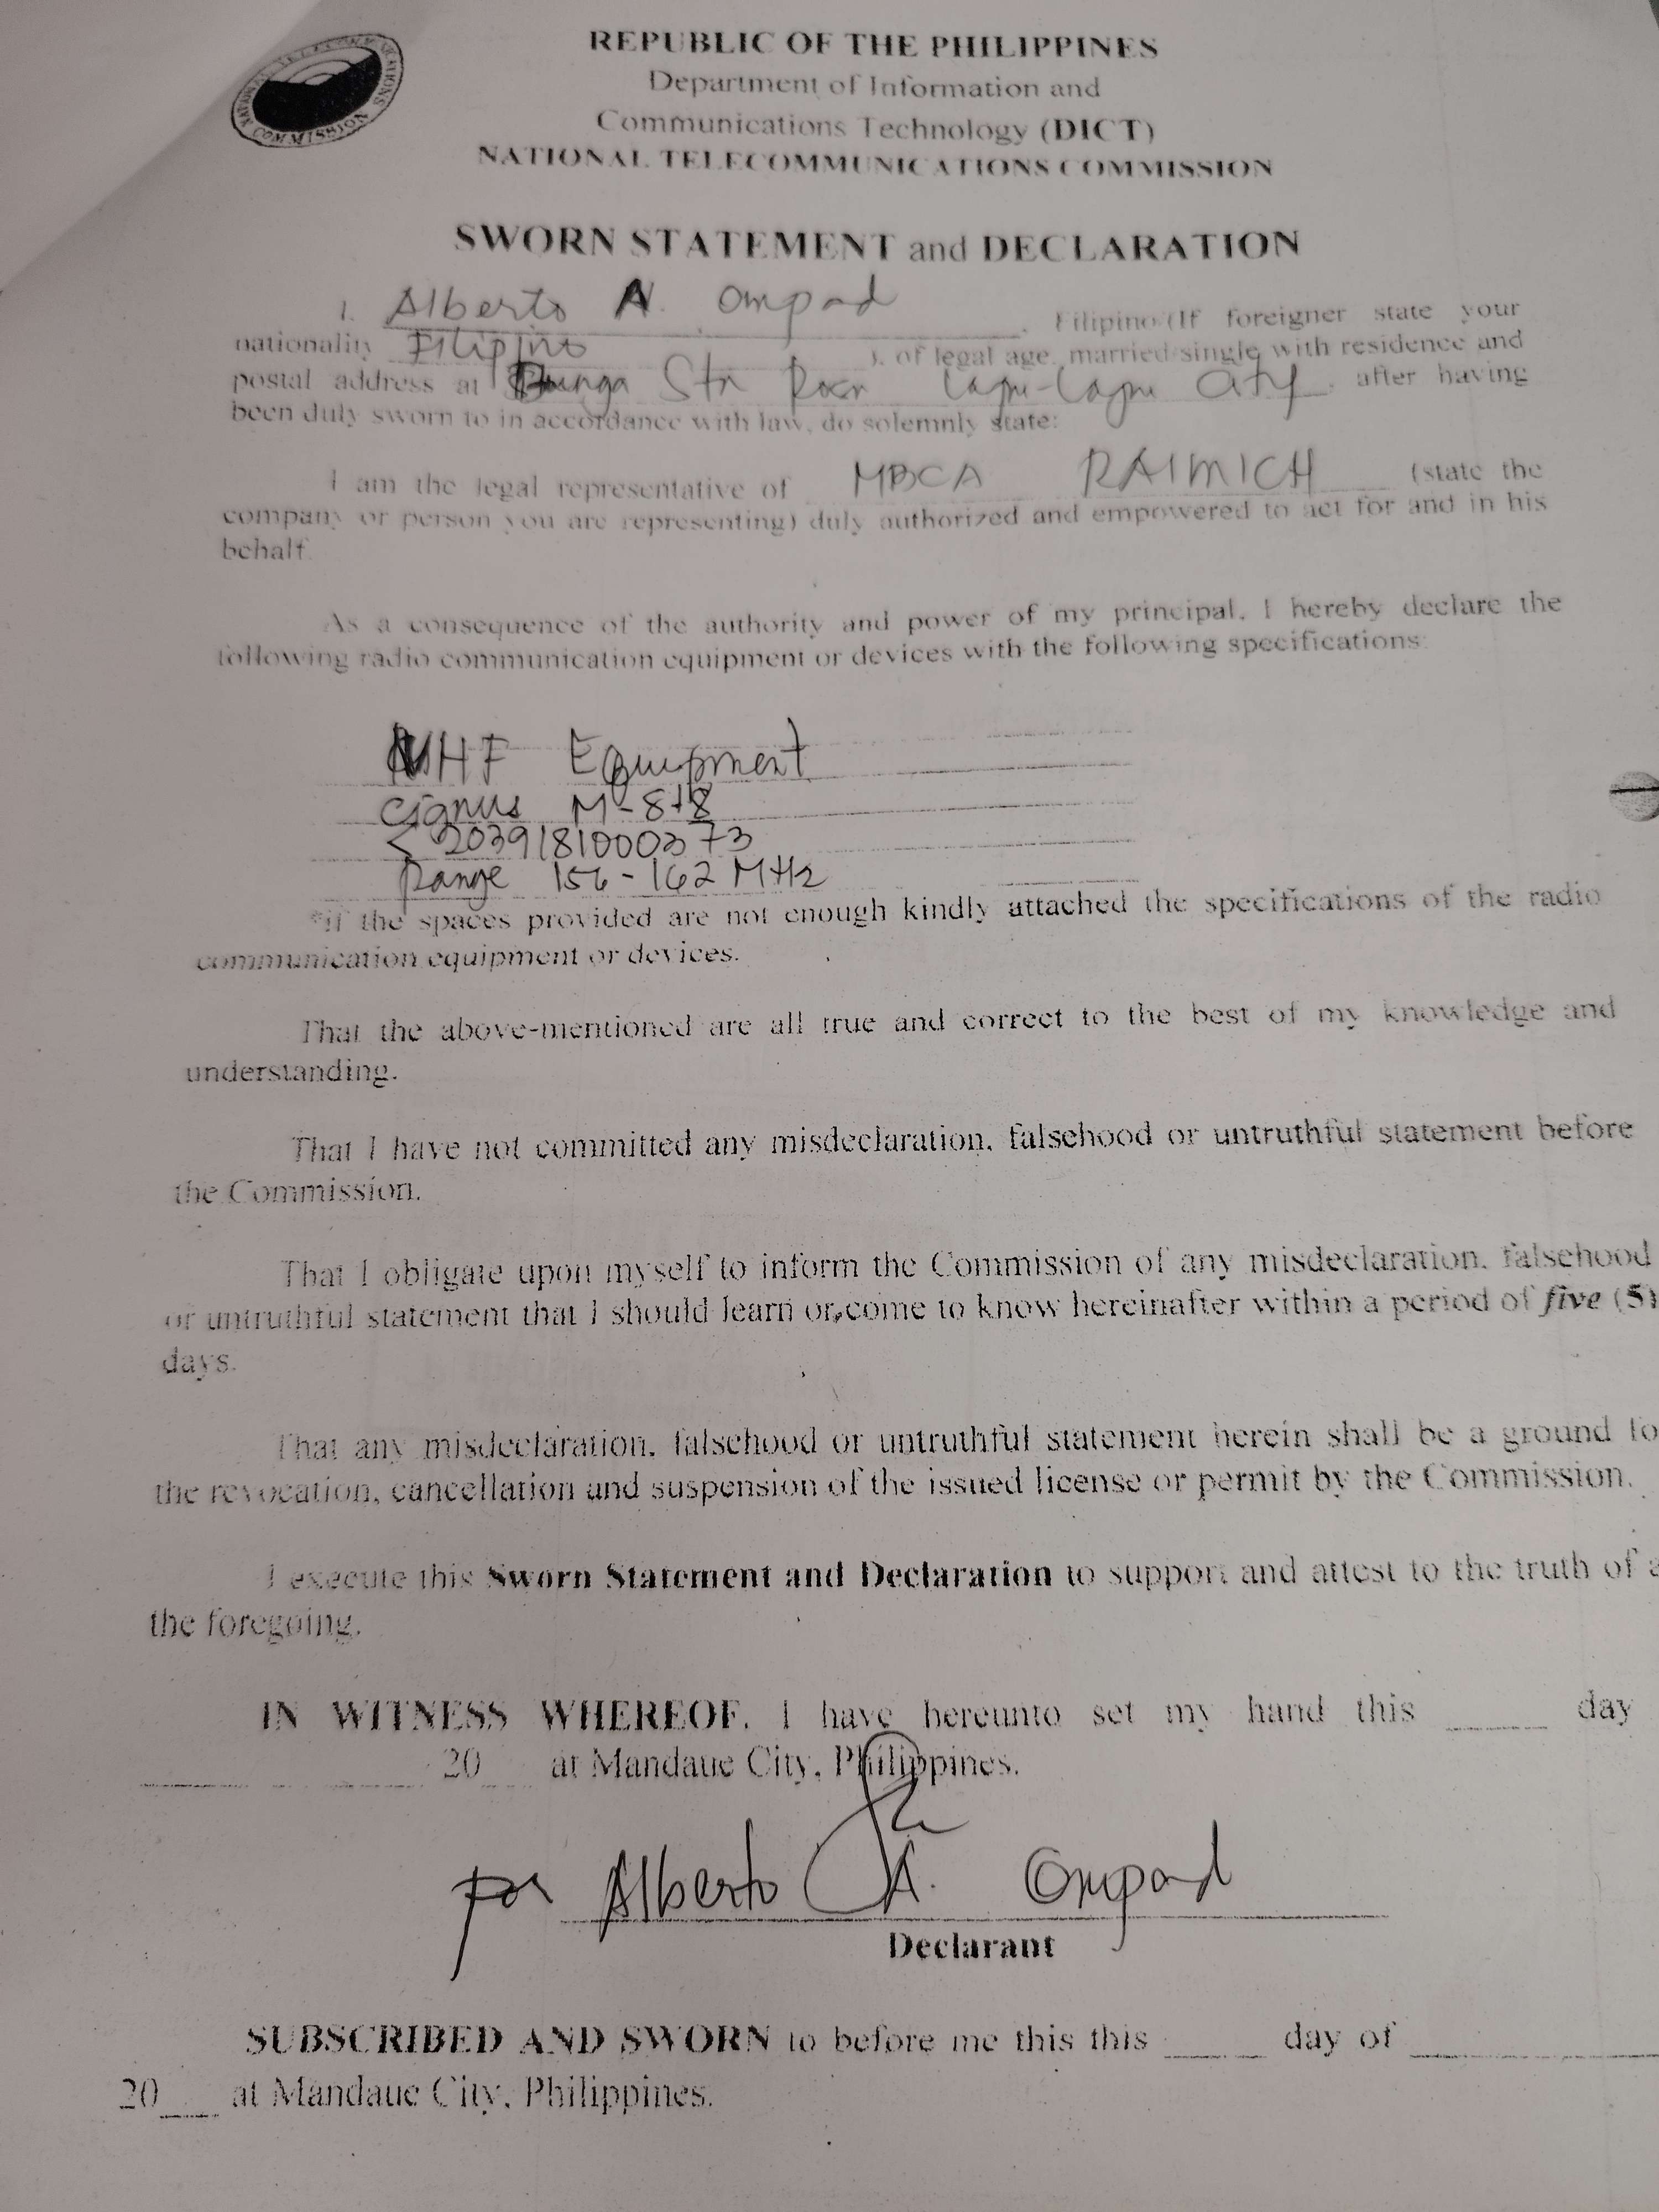 NATIONAL TELECOMMUNICATIONS COMMISSION
REPUBLIC OF THE PHILIPPINES
Department of Information and
Communications Technology (DICT)
NATIONAL TELECOMMUNICATIONS COMMISSION
SWORN STATEMENT and DECLARATION
I, Alberto A. Ompad, Filipino (If foreigner state your
nationality Filipino ), of legal age, married/single with residence and
postal address at Sta Rosa Lapu-Lapu City, after having
been duly sworn to in accordance with law, do solemnly state:
I am the legal representative of MBCA RAIMICH (state the
company or person you are representing) duly authorized and empowered to act for and in his
behalf.
As a consequence of the authority and power of my principal, I hereby declare the
following radio communication equipment or devices with the following specifications:
VHF Equipment
Cignus M-8+8
2039181000373
Range 156-162 MHz
*if the spaces provided are not enough kindly attached the specifications of the radio
communication equipment or devices.
That the above-mentioned are all true and correct to the best of my knowledge and
understanding.
That I have not committed any misdeclaration, falsehood or untruthful statement before
the Commission.
That I obligate upon myself to inform the Commission of any misdeclaration, falsehood
or untruthful statement that I should learn or come to know hereinafter within a period of five (5)
days.
That any misdeclaration, falsehood or untruthful statement herein shall be a ground fo
the revocation, cancellation and suspension of the issued license or permit by the Commission.
I execute this Sworn Statement and Declaration to support and attest to the truth of a
the foregoing.
IN WITNESS WHEREOF, I have hereunto set my hand this ____ day
____ 20__ at Mandaue City, Philippines.
for Alberto A. Ompad
Declarant
SUBSCRIBED AND SWORN to before me this this ____ day of ____
20__ at Mandaue City, Philippines.